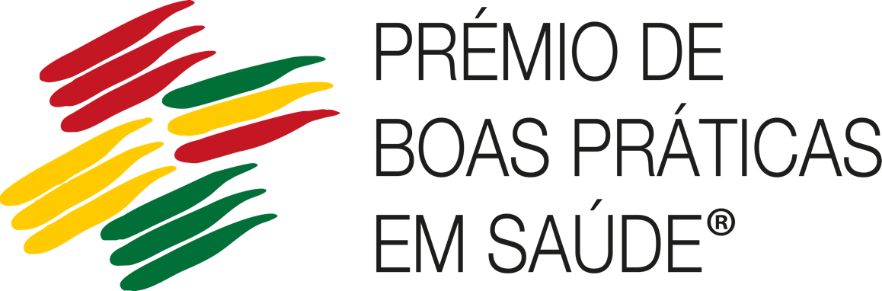 PRÉMIO DE
BOAS PRÁTICAS
EM SAÚDE®